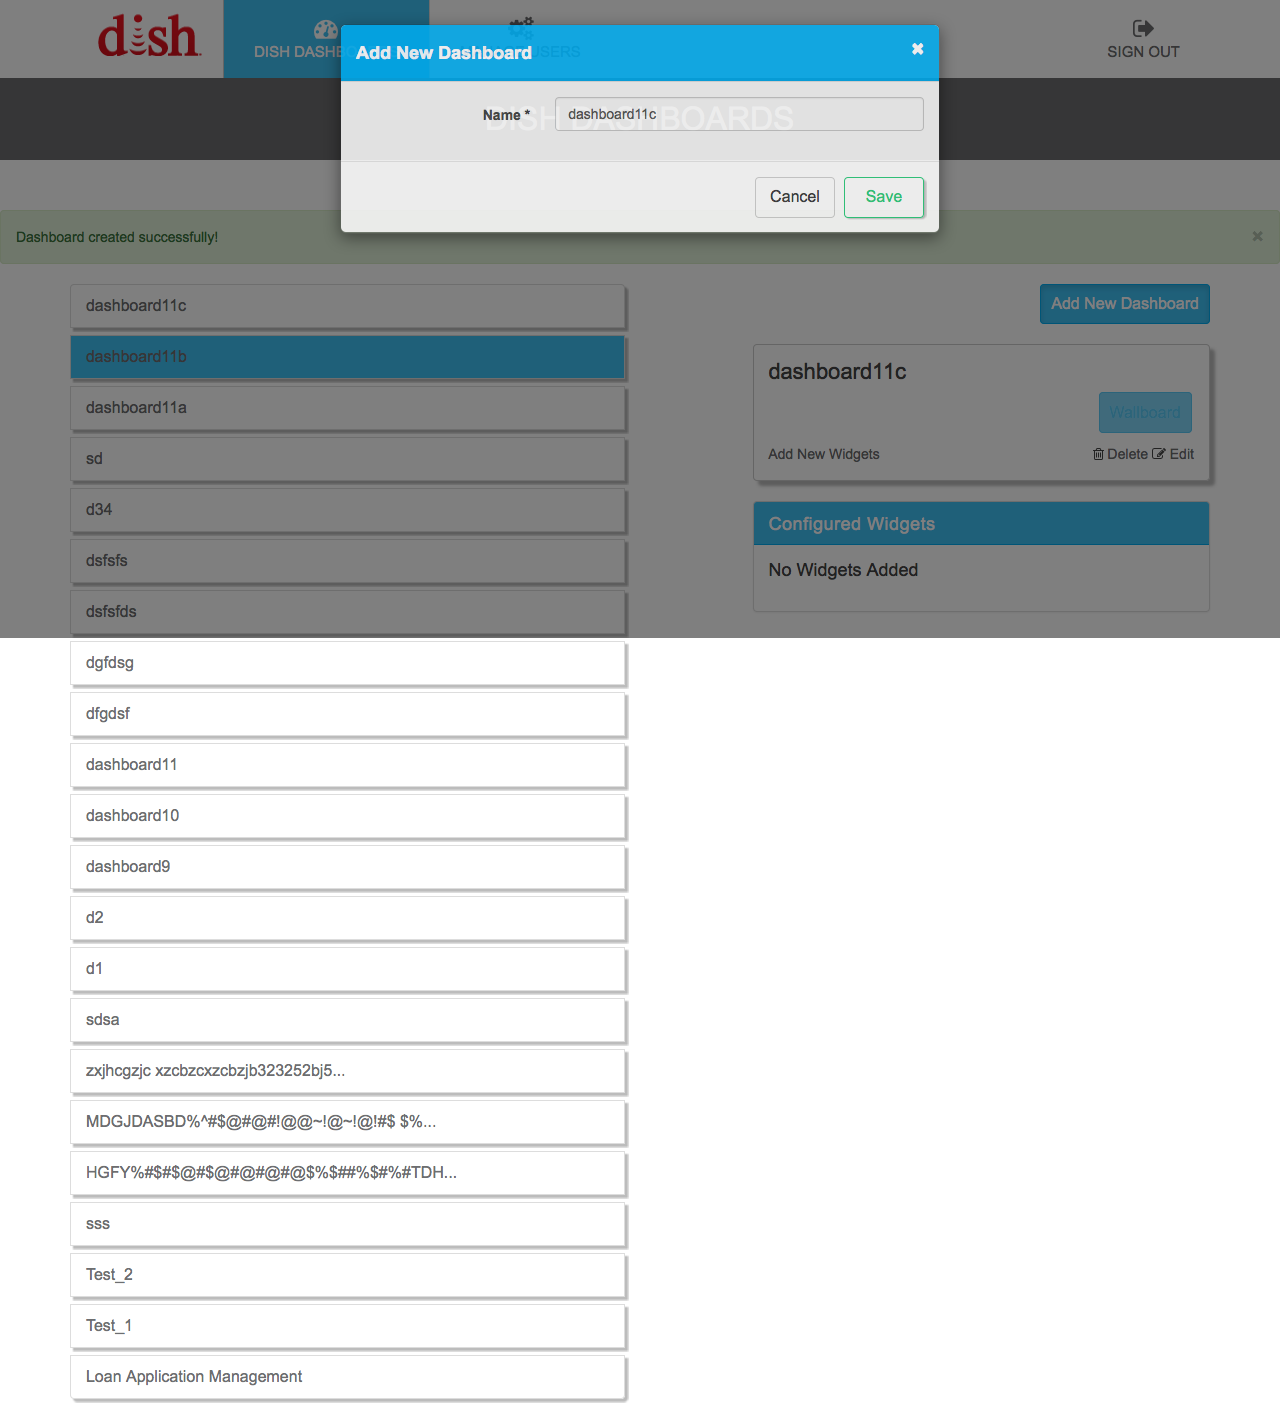 dish
DISH DASHB
USERS
SIGN OUT
Add New Dashboard
DISH DASHBOARDS
Name *
dashboard11c
Cancel
Save
Dashboard created successfully!
dashboard11c
dashboard11b
dashboard11a
sd
d34
dsfsfs
dsfsfds
dgfdsg
dfgdsf
dashboard11
dashboard10
dashboard9
d2
d1
sdsa
zxjhcgzjc xzcbzcxzcbzjb323252bj5...
MDGJDASBD%^#$@#@#!@@~!@~!@!#$ $%...
HGFY%#$#$@#$@#@#@#@$%$##%$#%#TDH...
sss
Test_2
Test_1
Loan Application Management
Add New Dashboard
dashboard11c
Wallboard
Add New Widgets
Delete Edit
Configured Widgets
No Widgets Added